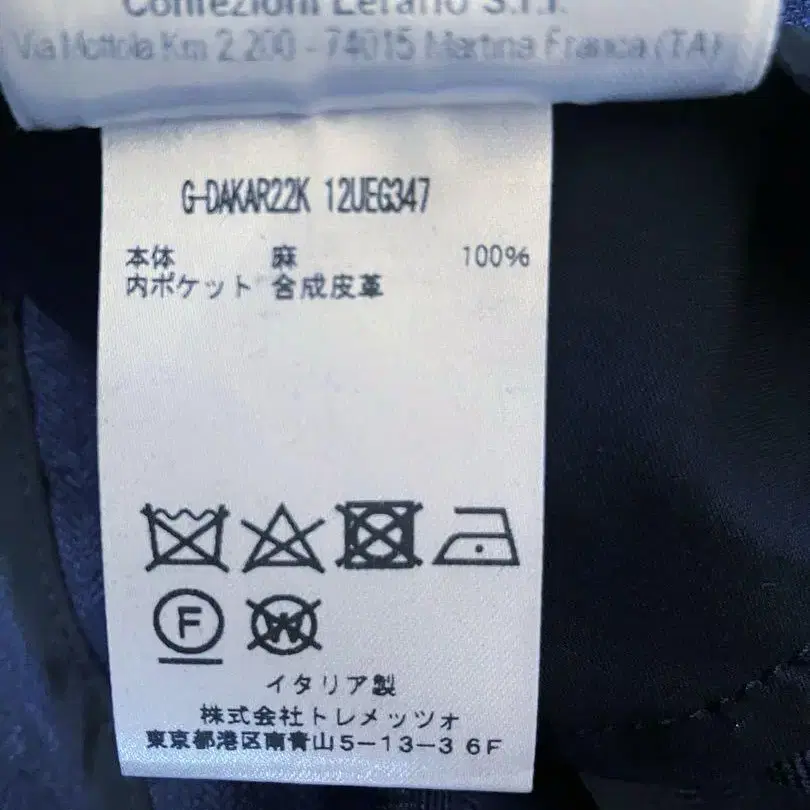 Confezioni Lerario S.r.l.
Via Mottola Km 2.200 - 74015 Martina Franca (TA)
G-DAKAR22K 12UEG347
本体 麻 100%
内ポケット 合成皮革
F
W
イタリア製
株式会社トレメッツォ
東京都港区南青山5-13-3 6F